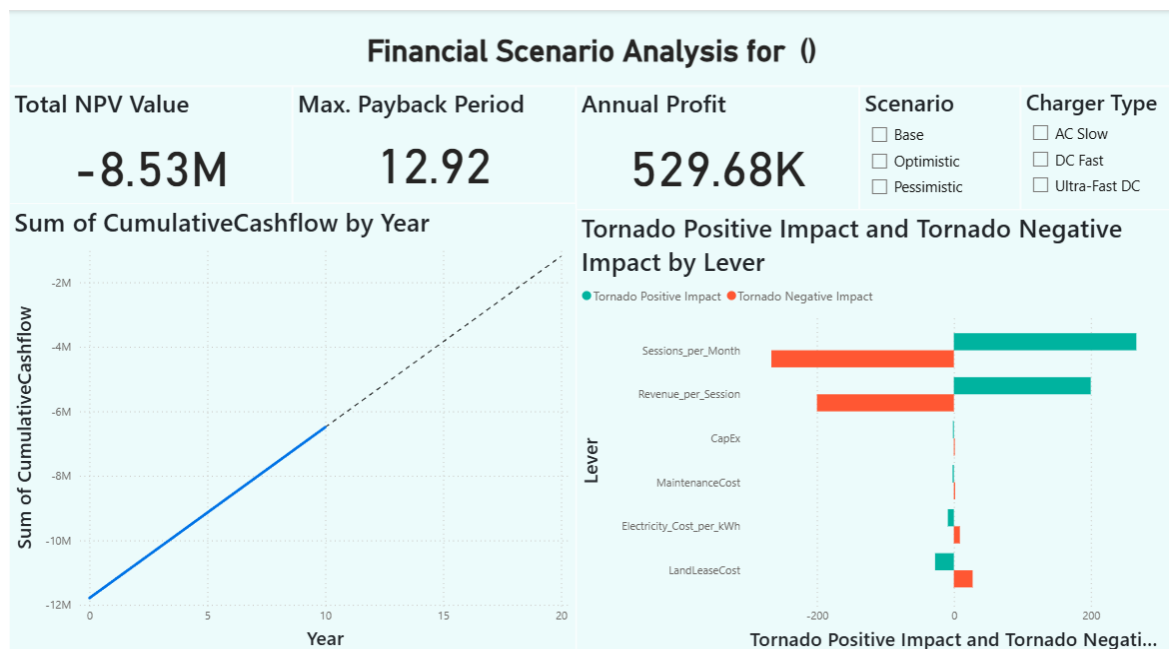 Financial Scenario Analysis for ()
Total NPV Value
-8.53M
Max. Payback Period
12.92
Annual Profit
529.68K
Scenario
Base
Optimistic
Pessimistic
Charger Type
AC Slow
DC Fast
Ultra-Fast DC
Sum of CumulativeCashflow by Year
Sum of CumulativeCashflow
-2M
-4M
-6M
-8M
-10M
-12M
0
5
10
15
20
Year
Tornado Positive Impact and Tornado Negative
Impact by Lever
Tornado Positive Impact
Tornado Negative Impact
Lever
Sessions_per_Month
Revenue_per_Session
CapEx
MaintenanceCost
Electricity_Cost_per_kWh
LandLeaseCost
-200
0
200
Tornado Positive Impact and Tornado Negati...